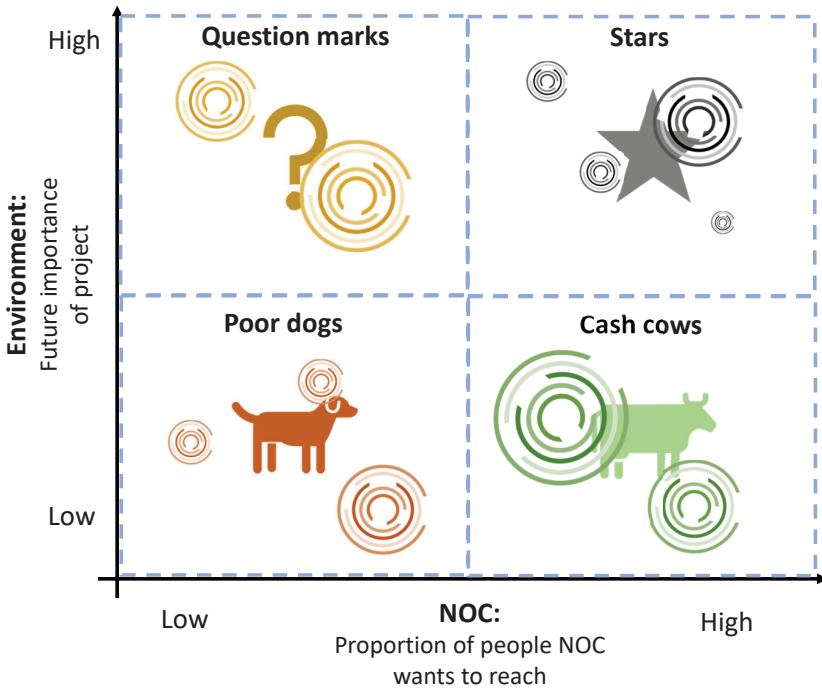 High
Question marks
Stars
Environment:
Future importance
of project
Poor dogs
Cash cows
Low
Low
NOC:
High
Proportion of people NOC
wants to reach